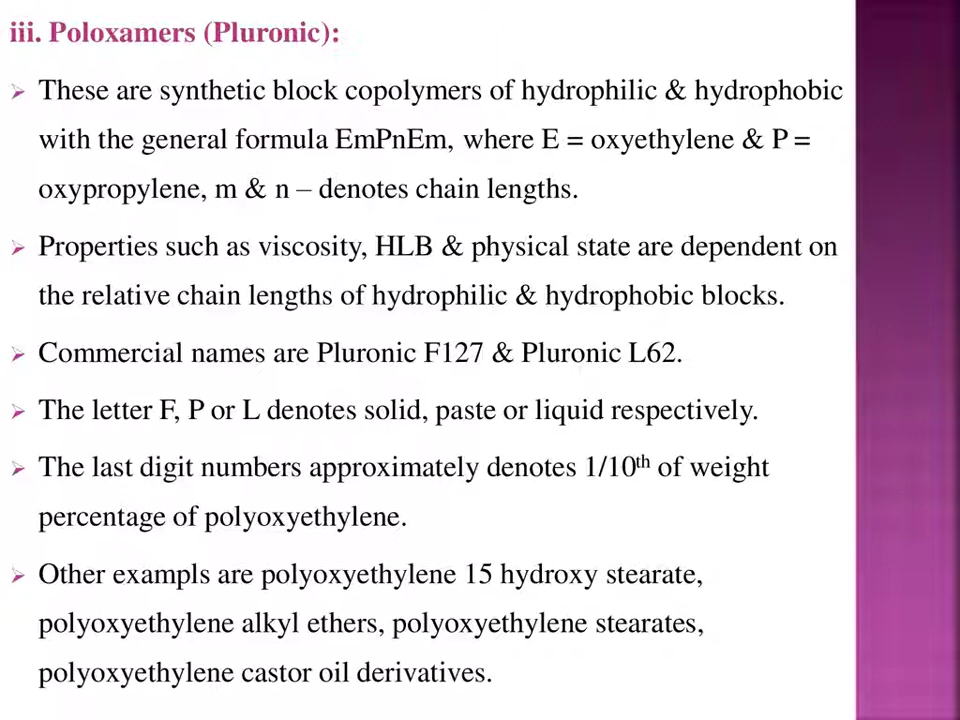 iii. Poloxamers (Pluronic):
➢ These are synthetic block copolymers of hydrophilic & hydrophobic
with the general formula EmPnEm, where E = oxyethylene & P =
oxypropylene, m & n – denotes chain lengths.
➢ Properties such as viscosity, HLB & physical state are dependent on
the relative chain lengths of hydrophilic & hydrophobic blocks.
➢ Commercial names are Pluronic F127 & Pluronic L62.
➢ The letter F, P or L denotes solid, paste or liquid respectively.
➢ The last digit numbers approximately denotes 1/10th of weight
percentage of polyoxyethylene.
➢ Other exampls are polyoxyethylene 15 hydroxy stearate,
polyoxyethylene alkyl ethers, polyoxyethylene stearates,
polyoxyethylene castor oil derivatives.